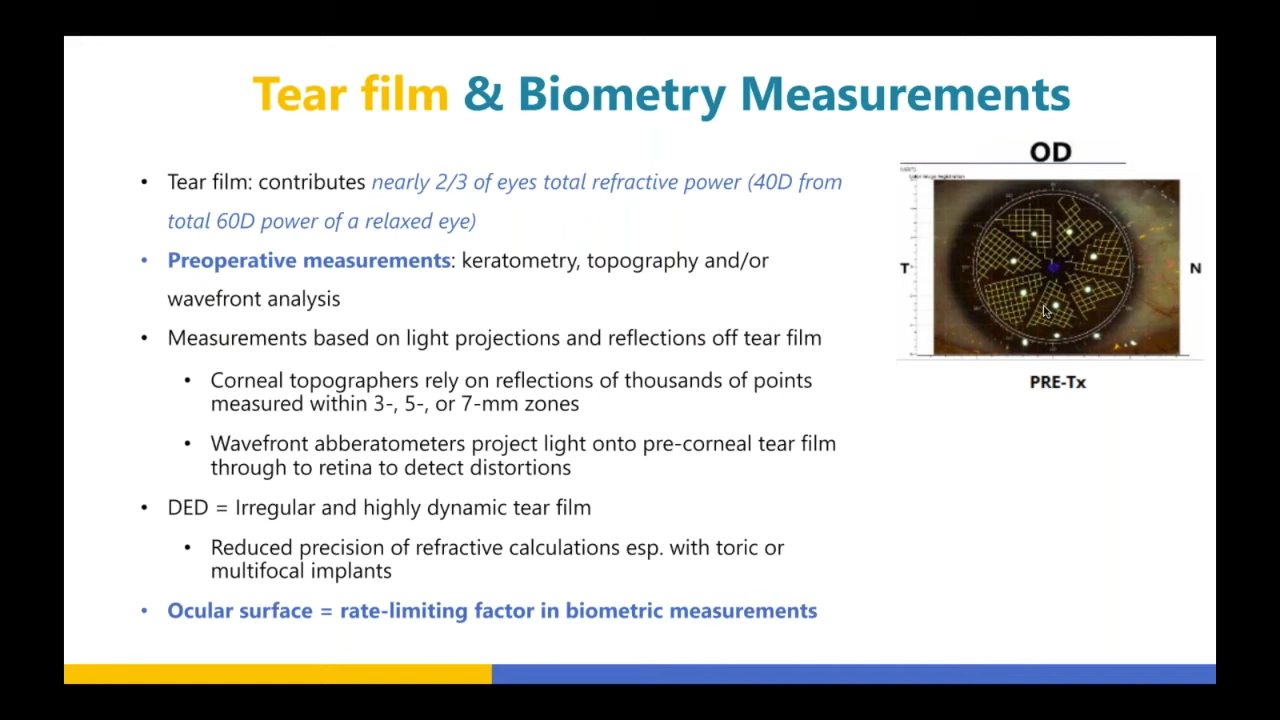 Tear film & Biometry Measurements
• Tear film: contributes nearly 2/3 of eyes total refractive power (40D from
total 60D power of a relaxed eye)
• Preoperative measurements: keratometry, topography and/or
wavefront analysis
• Measurements based on light projections and reflections off tear film
• Corneal topographers rely on reflections of thousands of points
measured within 3-, 5-, or 7-mm zones
• Wavefront abberatometers project light onto pre-corneal tear film
through to retina to detect distortions
• DED = Irregular and highly dynamic tear film
• Reduced precision of refractive calculations esp. with toric or
multifocal implants
• Ocular surface = rate-limiting factor in biometric measurements
OD
T
N
PRE-Tx